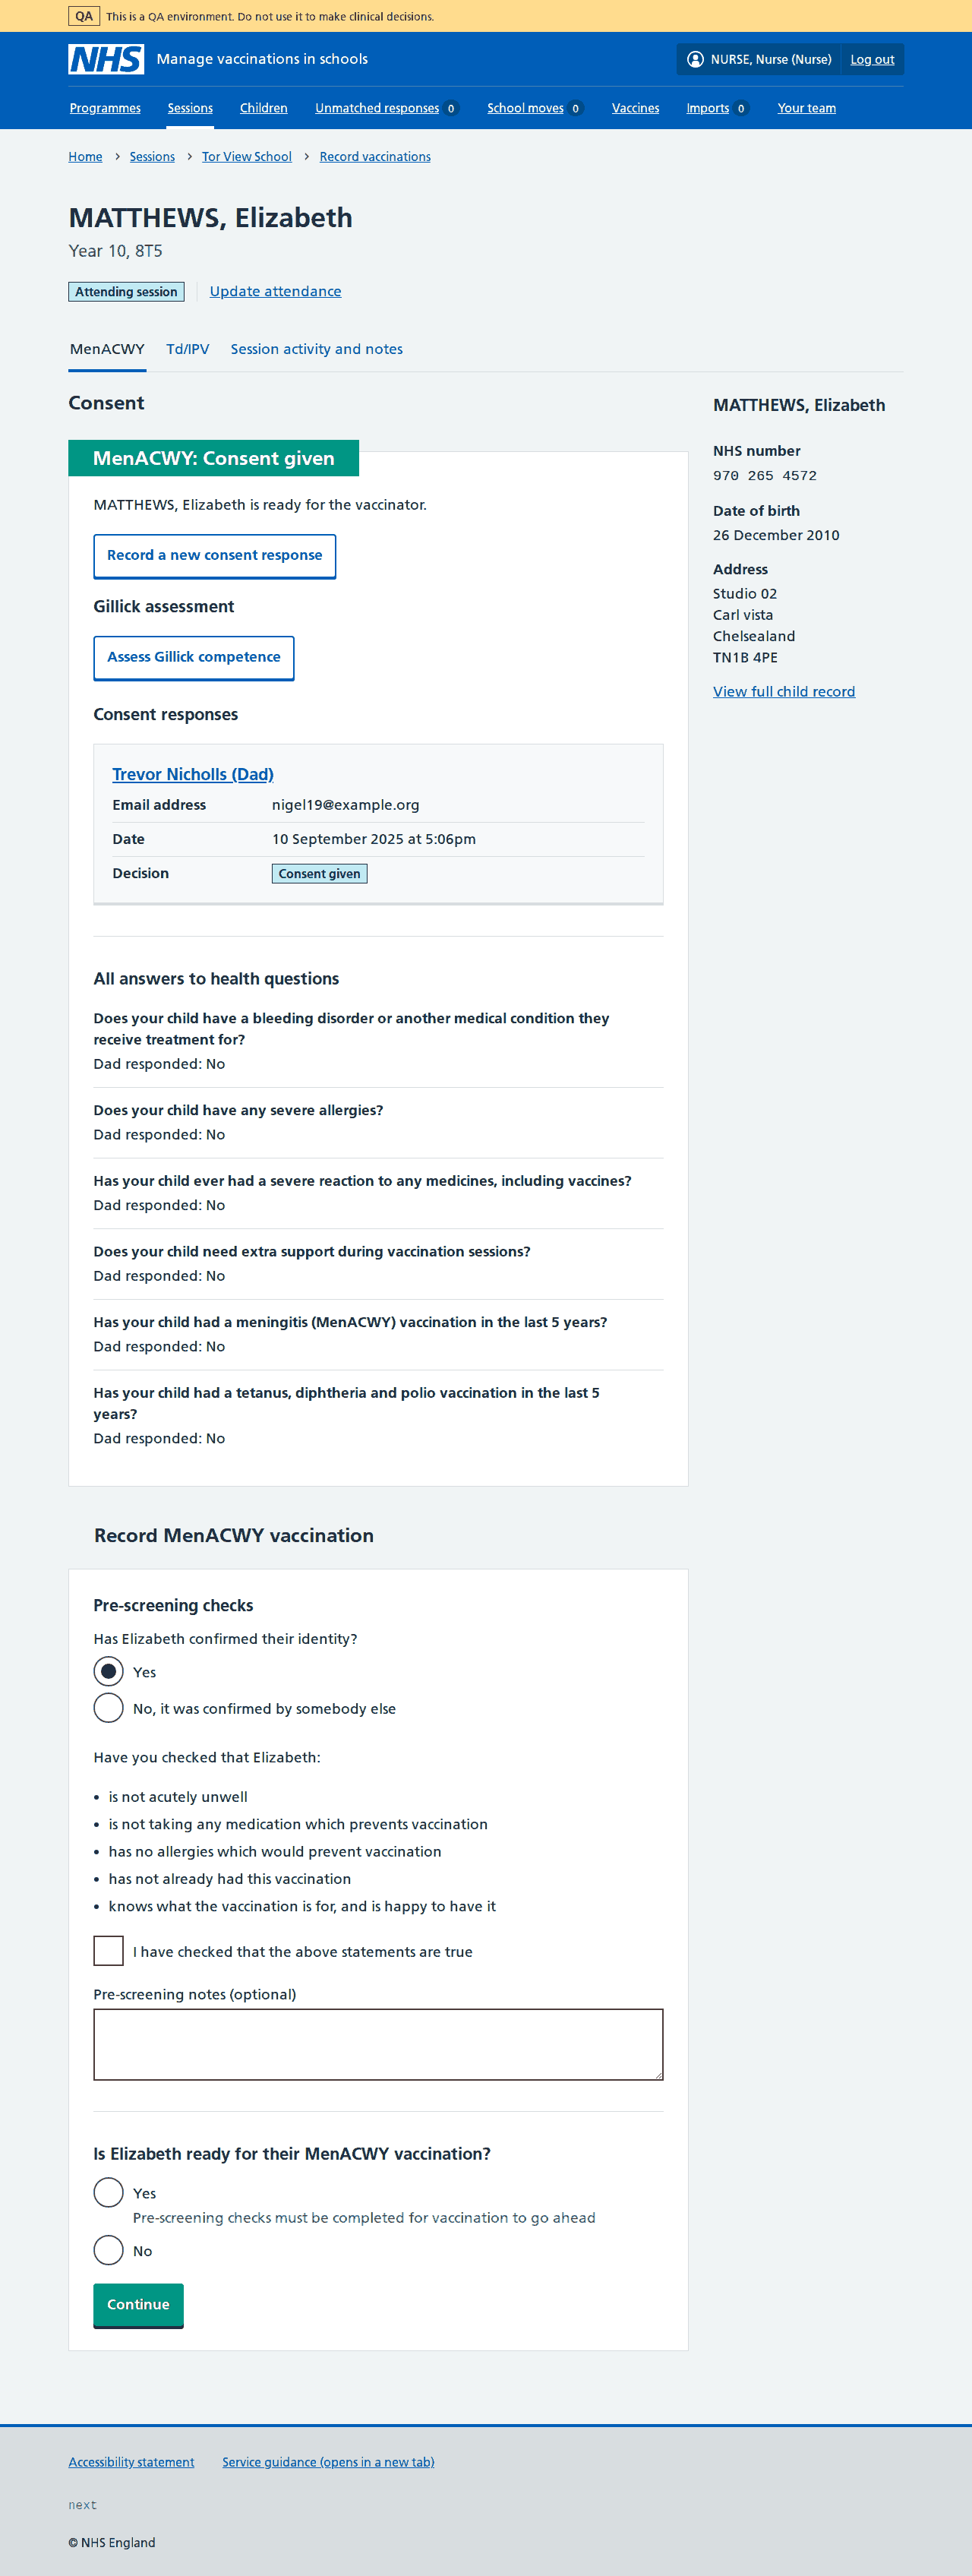 QA This is a QA environment. Do not use it to make clinical decisions.
NHS Manage vaccinations in schools NURSE, Nurse (Nurse) Log out
Programmes Sessions Children Unmatched responses 0 School moves 0 Vaccines Imports 0 Your team
Home Sessions Tor View School Record vaccinations
MATTHEWS, Elizabeth
Year 10, 8T5
Attending session Update attendance
MenACWY Td/IPV Session activity and notes
Consent
MenACWY: Consent given
MATTHEWS, Elizabeth is ready for the vaccinator.
Record a new consent response
Gillick assessment
Assess Gillick competence
Consent responses
Trevor Nicholls (Dad)
Email address nigel19@example.org
Date 10 September 2025 at 5:06pm
Decision Consent given
All answers to health questions
Does your child have a bleeding disorder or another medical condition they
receive treatment for?
Dad responded: No
Does your child have any severe allergies?
Dad responded: No
Has your child ever had a severe reaction to any medicines, including vaccines?
Dad responded: No
Does your child need extra support during vaccination sessions?
Dad responded: No
Has your child had a meningitis (MenACWY) vaccination in the last 5 years?
Dad responded: No
Has your child had a tetanus, diphtheria and polio vaccination in the last 5
years?
Dad responded: No
MATTHEWS, Elizabeth
NHS number
970 265 4572
Date of birth
26 December 2010
Address
Studio 02
Carl vista
Chelsealand
TN1B 4PE
View full child record
Record MenACWY vaccination
Pre-screening checks
Has Elizabeth confirmed their identity?
Yes
No, it was confirmed by somebody else
Have you checked that Elizabeth:
• is not acutely unwell
• is not taking any medication which prevents vaccination
• has no allergies which would prevent vaccination
• has not already had this vaccination
• knows what the vaccination is for, and is happy to have it
I have checked that the above statements are true
Pre-screening notes (optional)
Is Elizabeth ready for their MenACWY vaccination?
Yes
Pre-screening checks must be completed for vaccination to go ahead
No
Continue
Accessibility statement Service guidance (opens in a new tab)
next
© NHS England